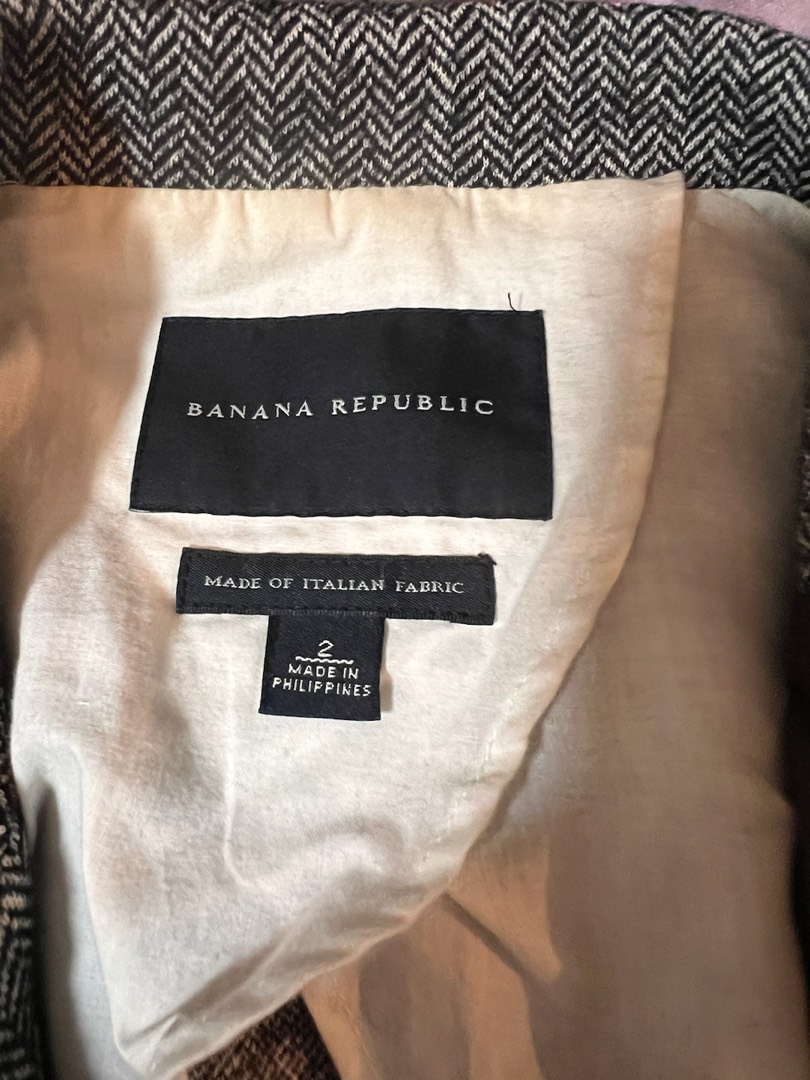 BANANA REPUBLIC
MADE OF ITALIAN FABRIC
2
MADE IN
PHILIPPINES